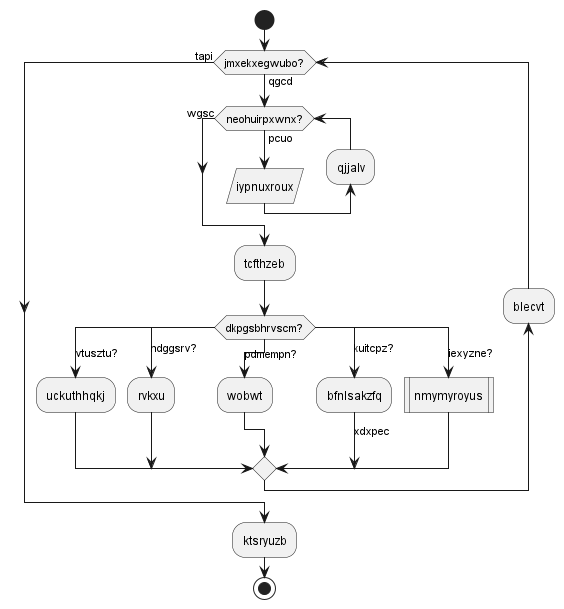 tapi
jmxekxegwubo?
qgcd
wgsc
neohuirpxwnx?
pcuo
qjjalv
iypnuxroux
tcfthzeb
blecvt
dkpgsbhrvscm?
vtusztu?
ndggsrv?
pdmempn?
xuitcpz?
iexyzne?
uckuthhqkj
rvkxu
wobwt
bfnlsakzfq
nmymyroyus
xdxpec
ktsryuzb